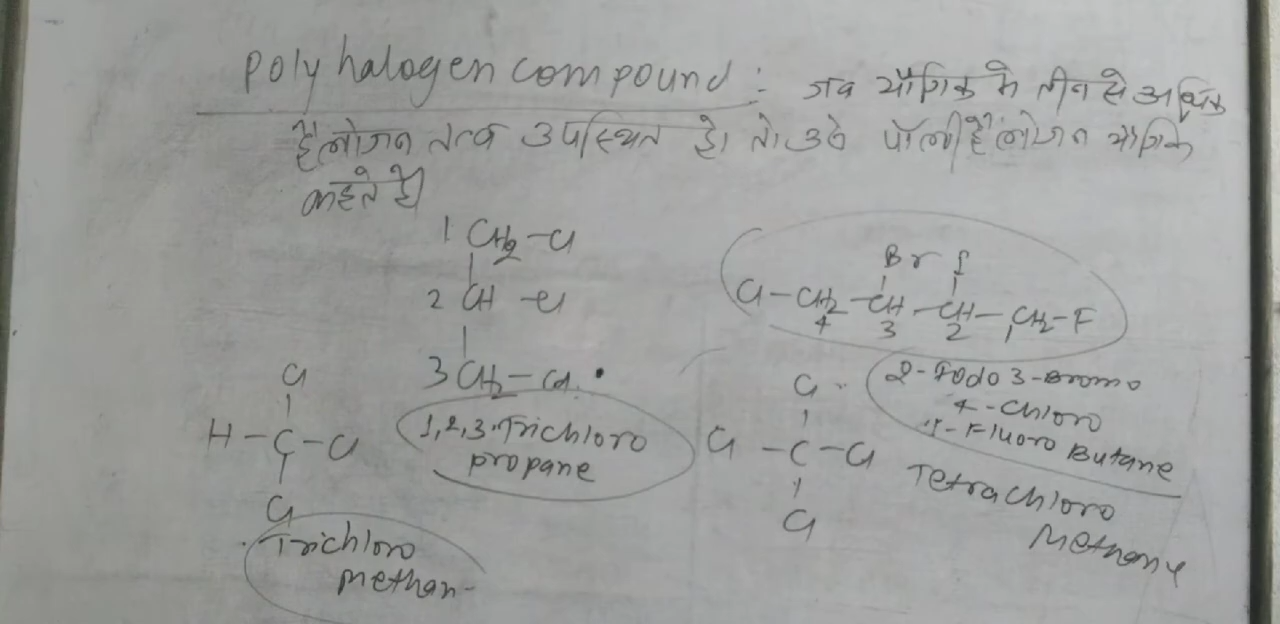 Polyhalogen compound : जब यौगिक मे तीन से अधिक
हैलोजन तत्व उपस्थित हो तो उसे पॉलीहैलोजन यौगिक
कहते है।
1 CH2-Cl
2 CH -Cl
3 CH2-Cl
1,2,3-Trichloro
propane
Br I
Cl-CH2-CH-CH-CH2-F
4 3 2 1
2-Iodo 3-Bromo
4-Chloro
1-Fluoro Butane
Cl
H-C-Cl
Cl
Trichloro
Methan-
Cl
Cl-C-Cl
Cl
Tetrachloro
Methane